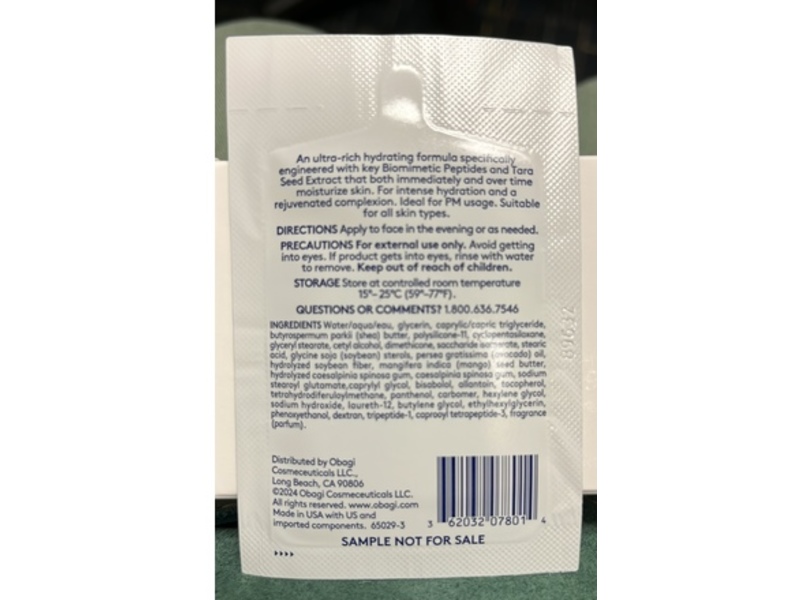 An ultra-rich hydrating formula specifically
engineered with key Biomimetic Peptides and Tara
Seed Extract that both immediately and over time
moisturize skin. For intense hydration and a
rejuvenated complexion. Ideal for PM usage. Suitable
for all skin types.
DIRECTIONS Apply to face in the evening or as needed.
PRECAUTIONS For external use only. Avoid getting
into eyes. If product gets into eyes, rinse with water
to remove. Keep out of reach of children.
STORAGE Store at controlled room temperature
15°–25°C (59°–77°F).
QUESTIONS OR COMMENTS? 1.800.636.7546
INGREDIENTS Water/aqua/eau, glycerin, caprylic/capric triglyceride,
butyrospermum parkii (shea) butter, polysilicone-11, cyclopentasiloxane,
glyceryl stearate, cetyl alcohol, dimethicone, saccharide isomerate, stearic
acid, glycine soja (soybean) sterols, persea gratissima (avocado) oil,
hydrolyzed soybean fiber, mangifera indica (mango) seed butter,
hydrolyzed caesalpinia spinosa gum, caesalpinia spinosa gum, sodium
stearoyl glutamate,caprylyl glycol, bisabolol, allantoin, tocopherol,
tetrahydrodiferuloylmethane, panthenol, carbomer, hexylene glycol,
sodium hydroxide, laureth-12, butylene glycol, ethylhexylglycerin,
phenoxyethanol, dextran, tripeptide-1, caprooyl tetrapeptide-3, fragrance
(parfum).
Distributed by Obagi
Cosmeceuticals LLC.,
Long Beach, CA 90806
©2024 Obagi Cosmeceuticals LLC.
All rights reserved. www.obagi.com
Made in USA with US and
imported components. 65029-3
3 62032 07801 4
SAMPLE NOT FOR SALE